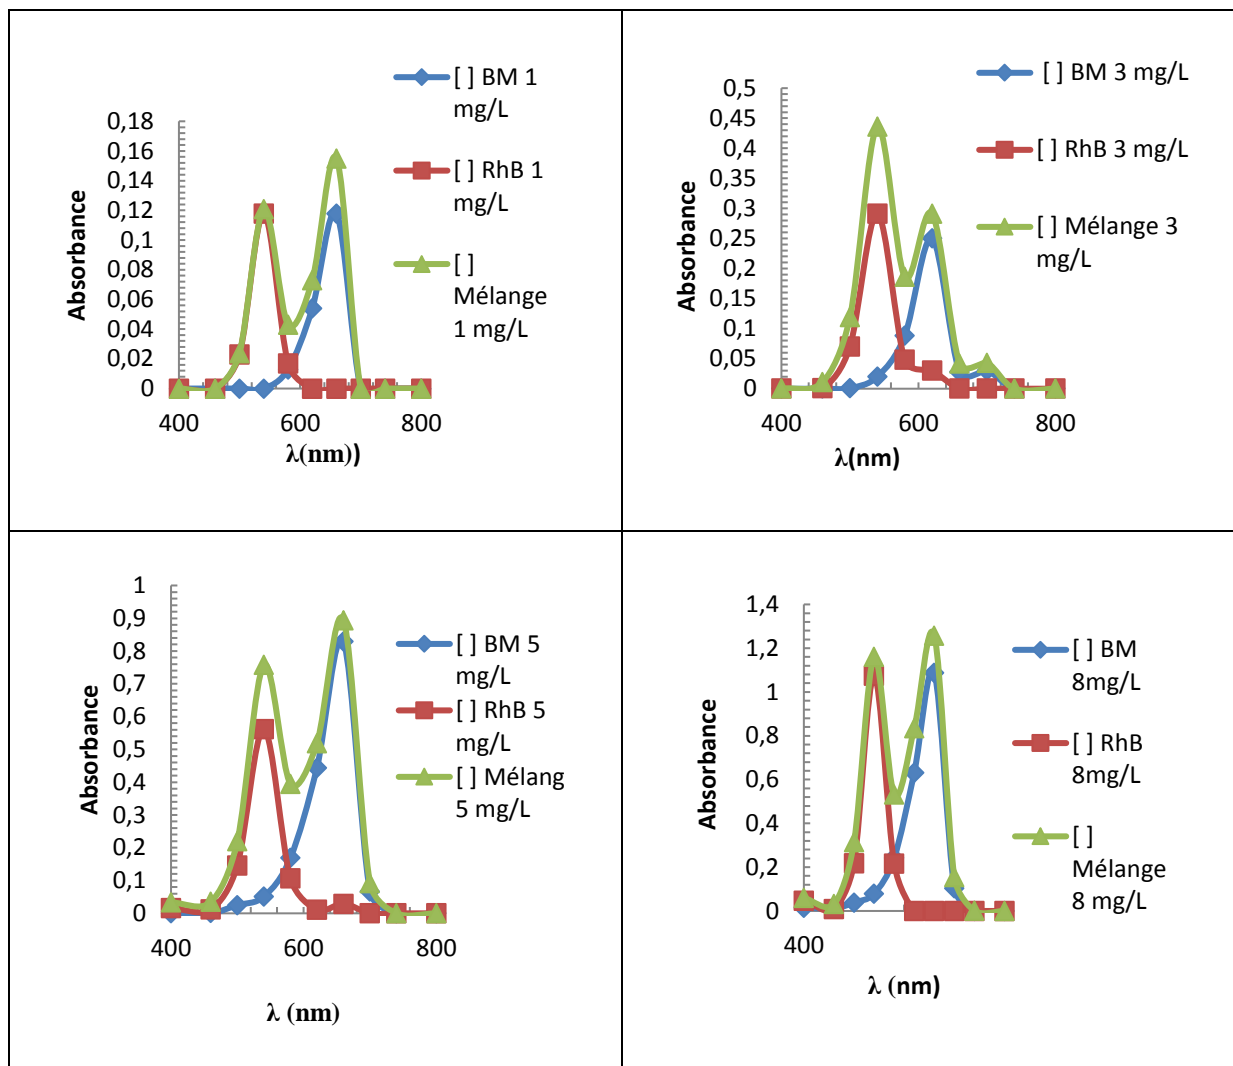 [ ] BM 1
mg/L
[ ] RhB 1
mg/L
[ ]
Mélange
1 mg/L
0,18
0,16
0,14
0,12
0,1
0,08
0,06
0,04
0,02
0
Absorbance
400
600
800
λ(nm))
[ ] BM 3 mg/L
[ ] RhB 3 mg/L
[ ] Mélange 3
mg/L
0,5
0,45
0,4
0,35
0,3
0,25
0,2
0,15
0,1
0,05
0
Absorbance
400
600
800
λ(nm)
[ ] BM 5
mg/L
[ ] RhB 5
mg/L
[ ] Mélang
5 mg/L
1
0,9
0,8
0,7
0,6
0,5
0,4
0,3
0,2
0,1
0
Absorbance
400
600
800
λ (nm)
[ ] BM
8mg/L
[ ] RhB
8mg/L
[ ]
Mélange
8 mg/L
1,4
1,2
1
0,8
0,6
0,4
0,2
0
Absorbance
400
λ (nm)